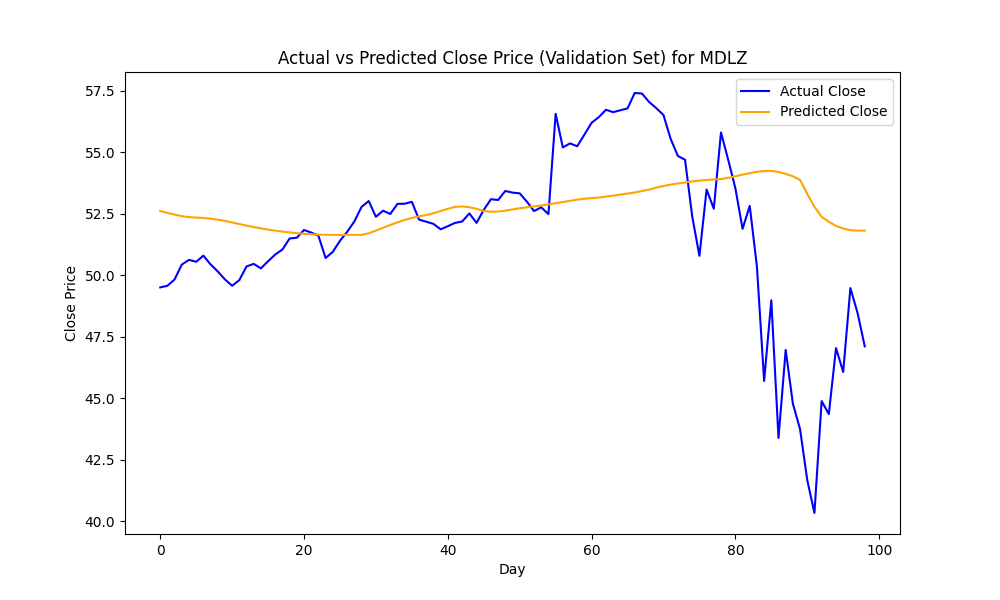 Actual vs Predicted Close Price (Validation Set) for MDLZ
Actual Close
Predicted Close
Close Price
57.5
55.0
52.5
50.0
47.5
45.0
42.5
40.0
0 20 40 60 80 100
Day